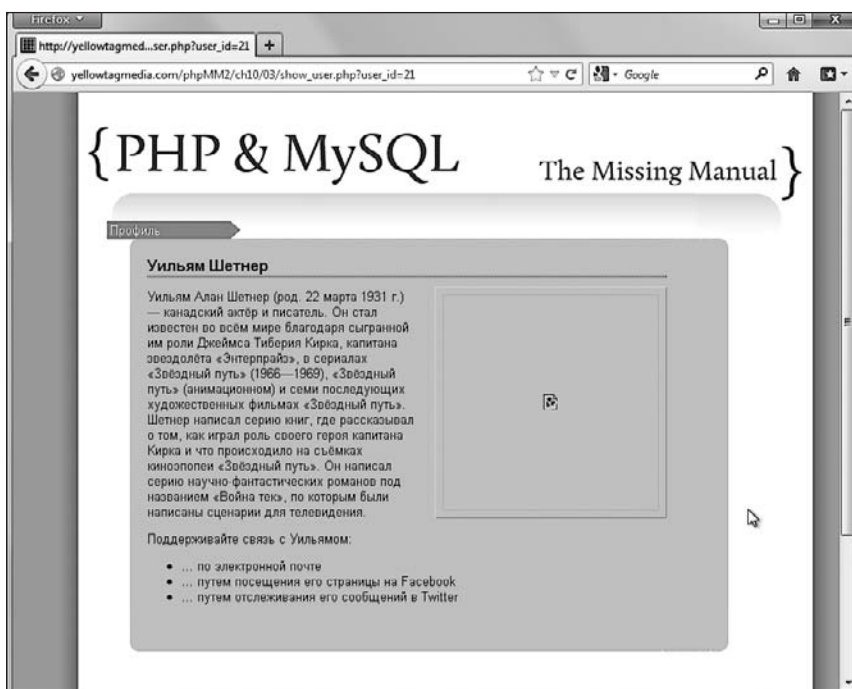 Firefox
http://yellowtagmed...ser.php?user_id=21
+
yellowtagmedia.com/phpMM2/ch10/03/show_user.php?user_id=21
Google
{PHP & MySQL
The Missing Manual}
Профиль
Уильям Шетнер
Уильям Алан Шетнер (род. 22 марта 1931 г.)
— канадский актёр и писатель. Он стал
известен во всём мире благодаря сыгранной
им роли Джеймса Тиберия Кирка, капитана
звездолёта «Энтерпрайз», в сериалах
«Звёздный путь» (1966—1969), «Звёздный
путь» (анимационном) и семи последующих
художественных фильмах «Звёздный путь».
Шетнер написал серию книг, где рассказывал
о том, как играл роль своего героя капитана
Кирка и что происходило на съёмках
киноэпопеи «Звёздный путь». Он написал
серию научно-фантастических романов под
названием «Война тек», по которым были
написаны сценарии для телевидения.
Поддерживайте связь с Уильямом:
• ... по электронной почте
• ... путем посещения его страницы на Facebook
• ... путем отслеживания его сообщений в Twitter